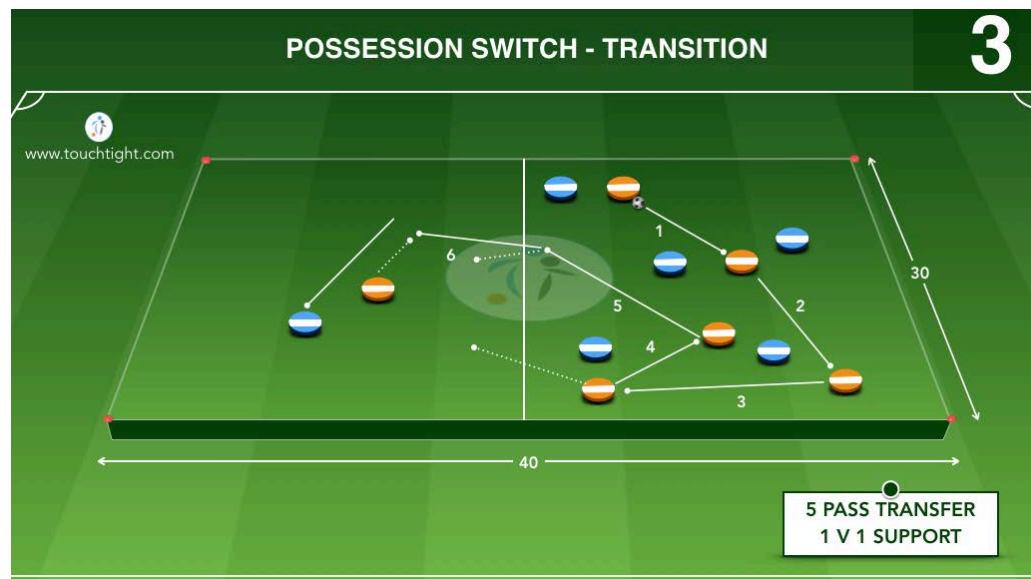 POSSESSION SWITCH - TRANSITION
3
www.touchtight.com
1
6
30
5
2
4
3
40
5 PASS TRANSFER
1 V 1 SUPPORT